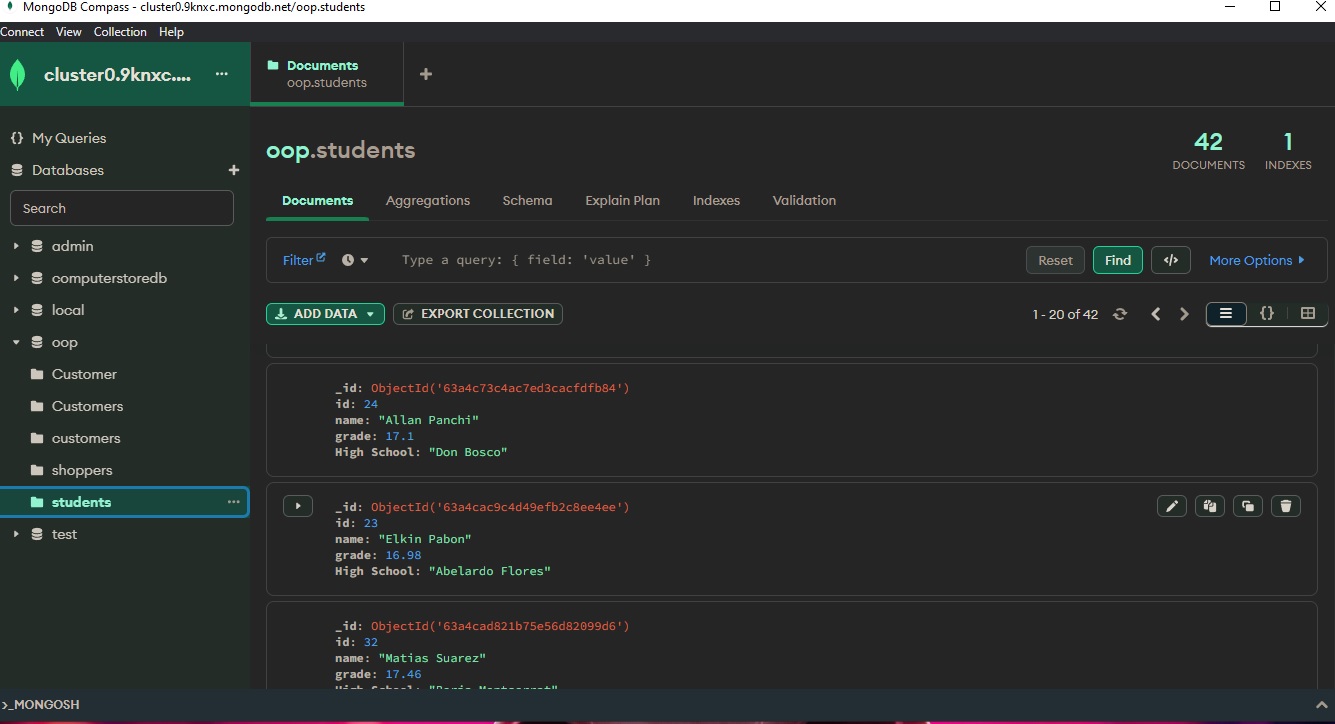 MongoDB Compass - cluster0.9knxc.mongodb.net/oop.students
Connect View Collection Help
cluster0.9knxc.... ...
Documents
oop.students
+
{} My Queries
Databases +
Search
admin
computerstoredb
local
oop
Customer
Customers
customers
shoppers
students ...
test
oop.students
42
DOCUMENTS
1
INDEXES
Documents Aggregations Schema Explain Plan Indexes Validation
Filter Type a query: { field: 'value' } Reset Find </> More Options
ADD DATA EXPORT COLLECTION 1 - 20 of 42 {}
_id: ObjectId('63a4c73c4ac7ed3cacfdfb84')
id: 24
name: "Allan Panchi"
grade: 17.1
High School: "Don Bosco"
_id: ObjectId('63a4cac9c4d49efb2c8ee4ee')
id: 23
name: "Elkin Pabon"
grade: 16.98
High School: "Abelardo Flores"
_id: ObjectId('63a4cad821b75e56d82099d6')
id: 32
name: "Matias Suarez"
grade: 17.46
High School:
>_MONGOSH